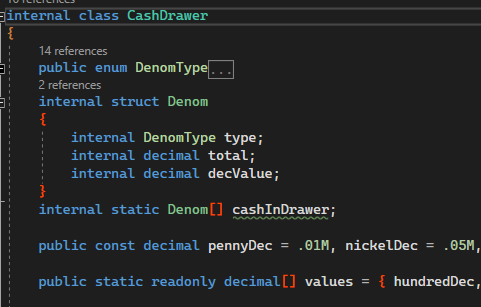 internal class CashDrawer
{
14 references
public enum DenomType...
2 references
internal struct Denom
{
internal DenomType type;
internal decimal total;
internal decimal decValue;
}
internal static Denom[] cashInDrawer;
public const decimal pennyDec = .01M, nickelDec = .05M,
public static readonly decimal[] values = { hundredDec,